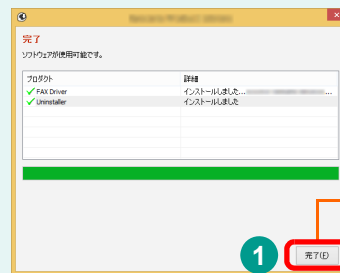 完了
ソフトウェアが使用可能です。
プロダクト 詳細
FAX Driver インストールしました... ...
Uninstaller インストールしました
1 完了(F)